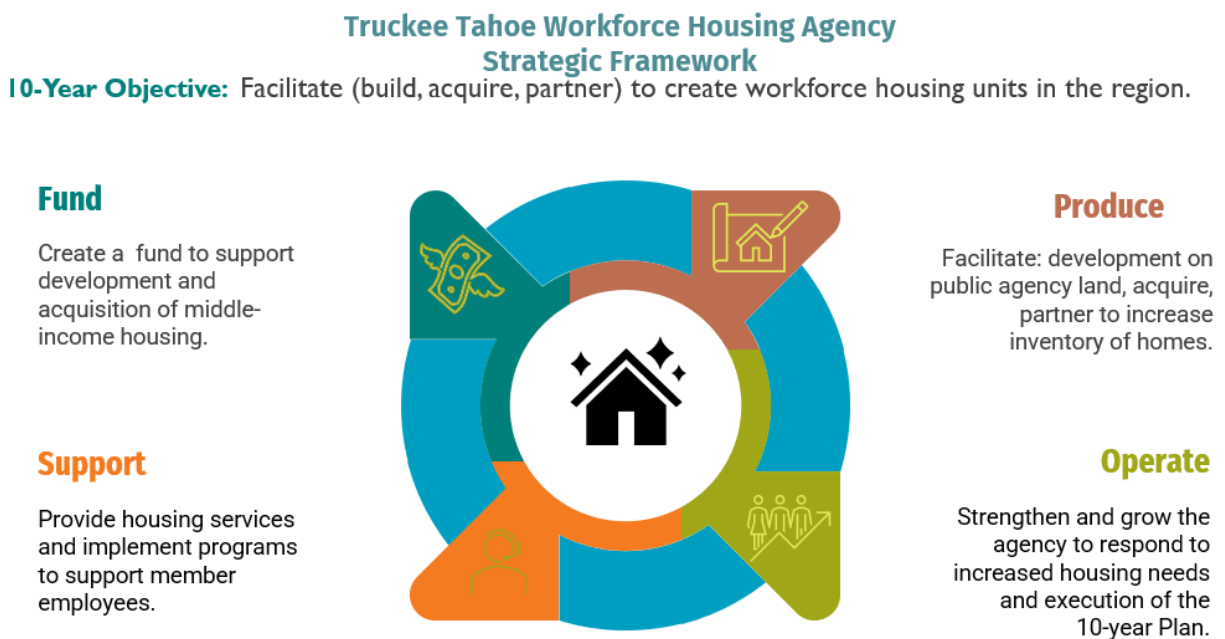 Truckee Tahoe Workforce Housing Agency
Strategic Framework
10-Year Objective: Facilitate (build, acquire, partner) to create workforce housing units in the region.
Fund
Create a fund to support
development and
acquisition of middle-
income housing.
Produce
Facilitate: development on
public agency land, acquire,
partner to increase
inventory of homes.
Support
Provide housing services
and implement programs
to support member
employees.
Operate
Strengthen and grow the
agency to respond to
increased housing needs
and execution of the
10-year Plan.